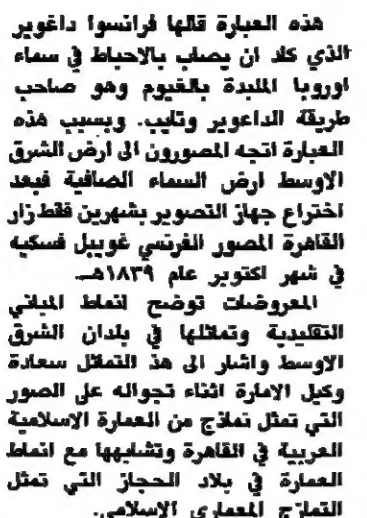 هذه العبارة قالها فرانسوا داغوير
الذي كاد ان يصاب بالاحباط في سماء
اوروبا الملبدة بالغيوم وهو صاحب
طريقة الداعوير وتايب. وبسبب هذه
العبارة اتجه المصورون الى ارض الشرق
الاوسط ارض السماء الصافية فبعد
اختراع جهاز التصوير بشهرين فقط زار
القاهرة المصور الفرنسي غوبيل فسكيه
في شهر اكتوبر عام ١٨٣٩هـ.
المعروضات توضح انماط المباني
التقليدية وتماثلها في بلدان الشرق
الاوسط واشار الى هذ التماثل سعادة
وكيل الامارة اثناء تجواله على الصور
التي تمثل نماذج من العمارة الاسلامية
العربية في القاهرة وتشابهها مع انماط
العمارة في بلاد الحجاز التي تمثل
التمازج المعماري الاسلامي.